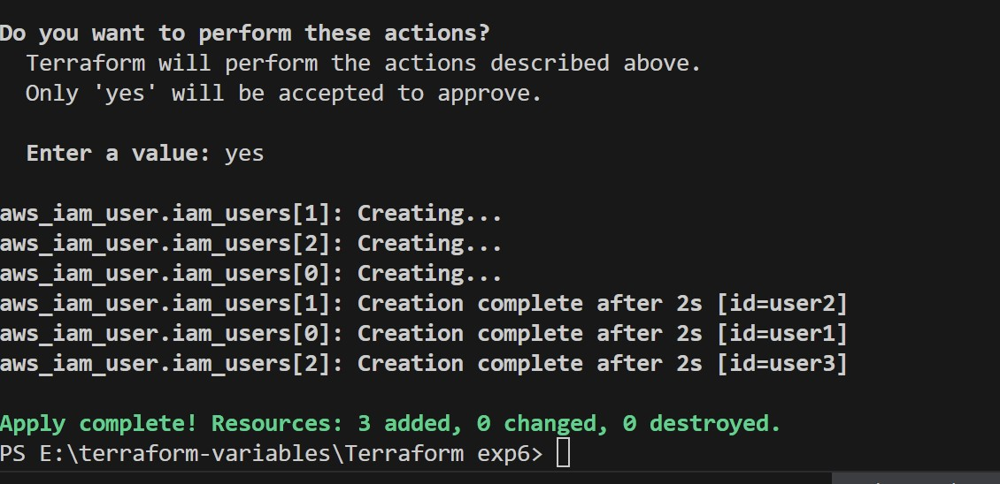 Do you want to perform these actions?
Terraform will perform the actions described above.
Only 'yes' will be accepted to approve.
Enter a value: yes
aws_iam_user.iam_users[1]: Creating...
aws_iam_user.iam_users[2]: Creating...
aws_iam_user.iam_users[0]: Creating...
aws_iam_user.iam_users[1]: Creation complete after 2s [id=user2]
aws_iam_user.iam_users[0]: Creation complete after 2s [id=user1]
aws_iam_user.iam_users[2]: Creation complete after 2s [id=user3]
Apply complete! Resources: 3 added, 0 changed, 0 destroyed.
PS E:\terraform-variables\Terraform exp6>